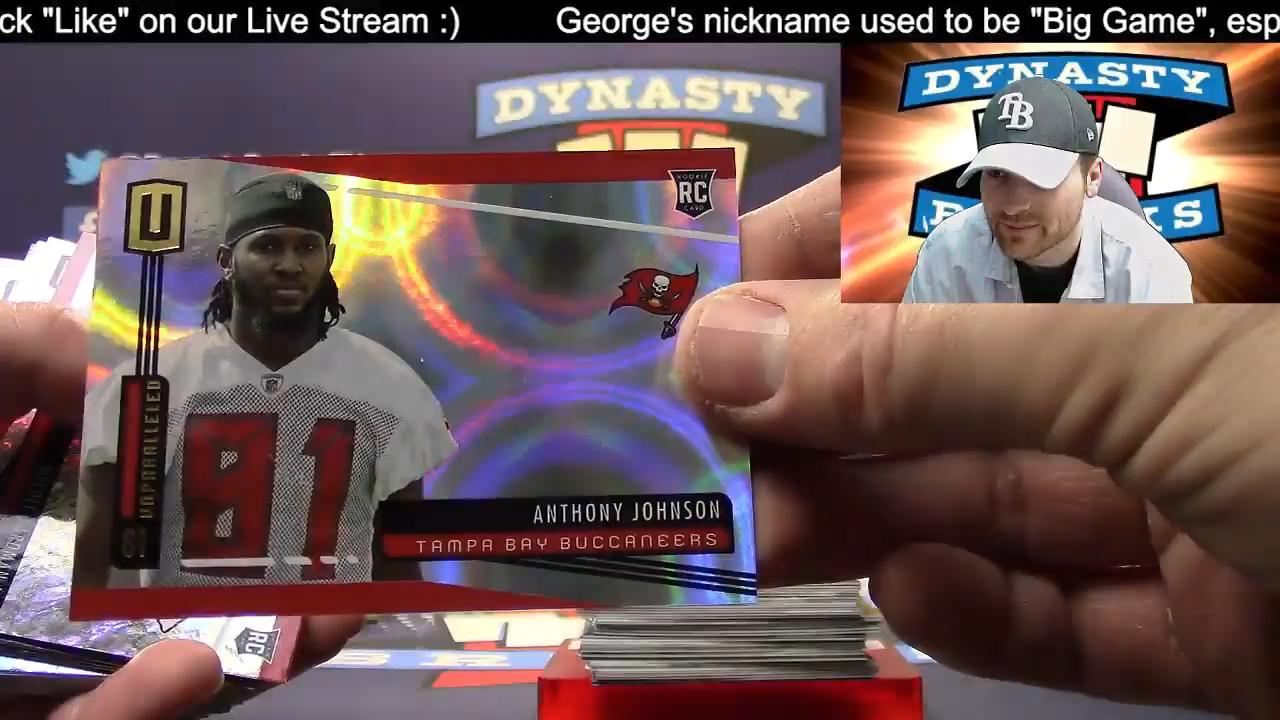 ck "Like" on our Live Stream :) George's nickname used to be "Big Game", esp
DYNASTY
DYNASTY
TB
U
ROOKIE
RC
CARD
81
UNPARALLELED
81
ANTHONY JOHNSON
TAMPA BAY BUCCANEERS
RC